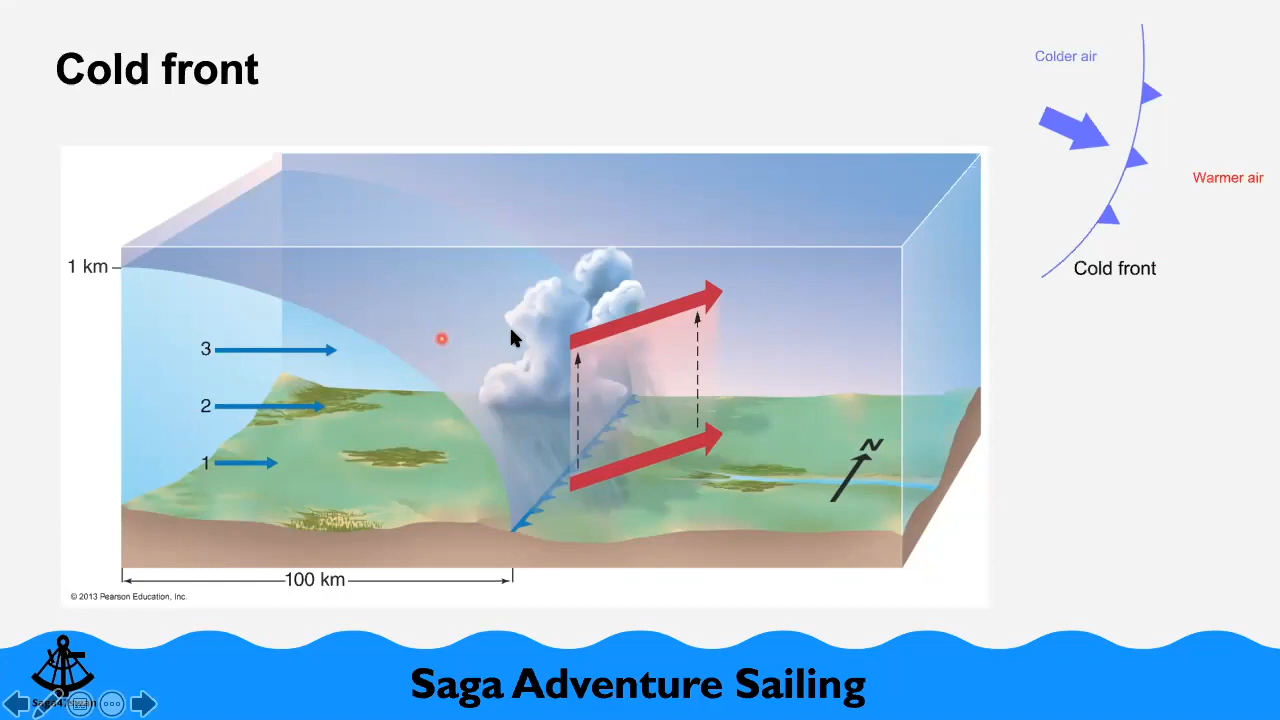 Cold front
Colder air
Warmer air
Cold front
1 km
3
2
1
N
100 km
© 2013 Pearson Education, Inc.
Saga Adventure Sailing